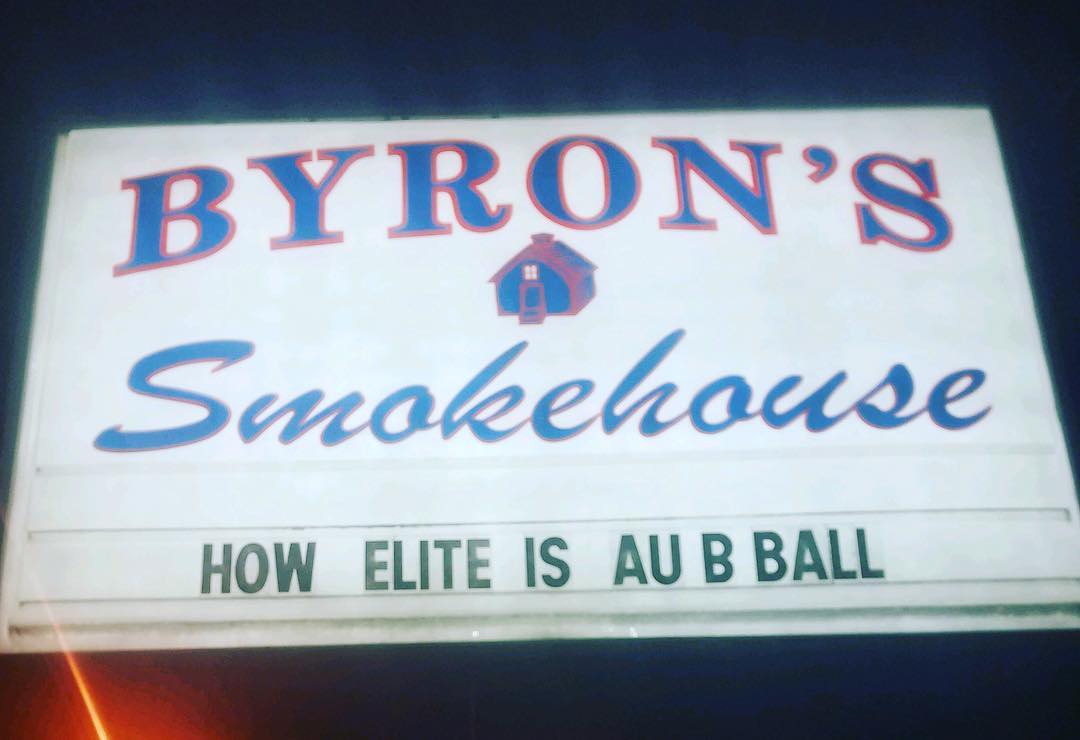 BYRON'S
Smokehouse
HOW ELITE IS AU B BALL